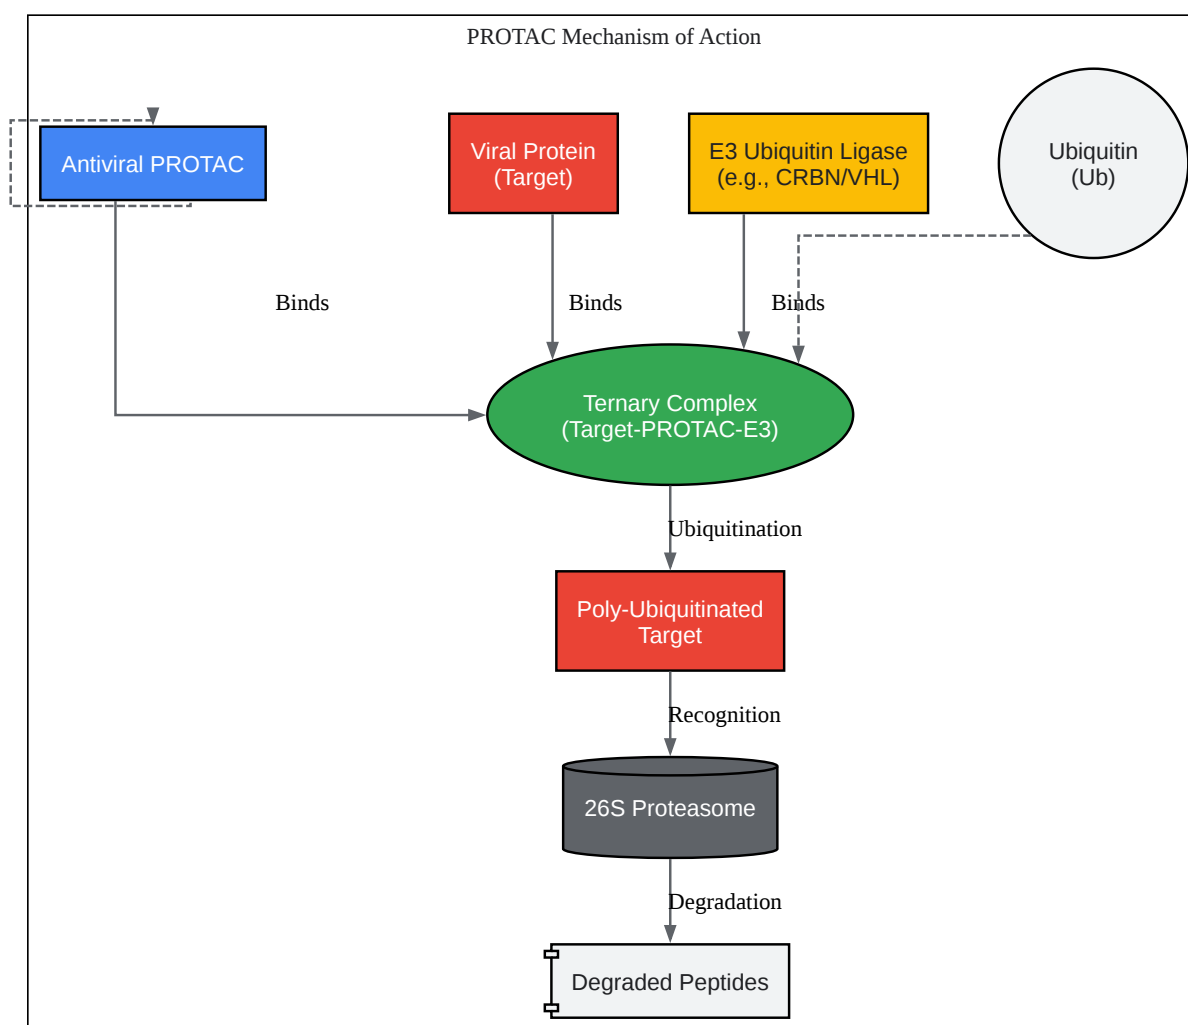 PROTAC Mechanism of Action
Antiviral PROTAC
Viral Protein
(Target)
E3 Ubiquitin Ligase
(e.g., CRBN/VHL)
Ubiquitin
(Ub)
Binds
Binds
Binds
Ternary Complex
(Target-PROTAC-E3)
Ubiquitination
Poly-Ubiquitinated
Target
Recognition
26S Proteasome
Degradation
Degraded Peptides